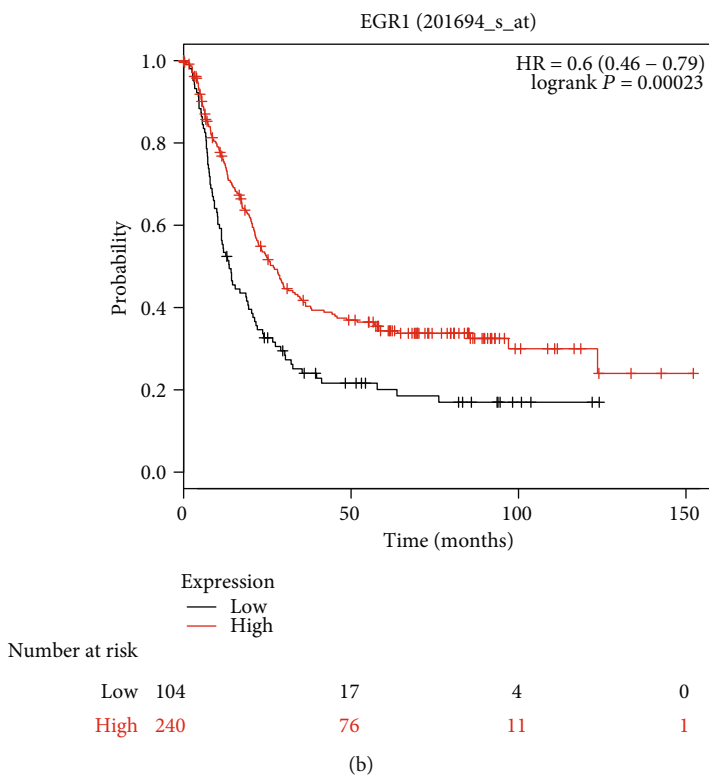 EGR1 (201694_s_at)
HR = 0.6 (0.46 − 0.79)
logrank P = 0.00023
1.0
0.8
0.6
0.4
0.2
0.0
Probability
0 50 100 150
Time (months)
Expression
Low
High
Number at risk
Low 104 17 4 0
High 240 76 11 1
(b)